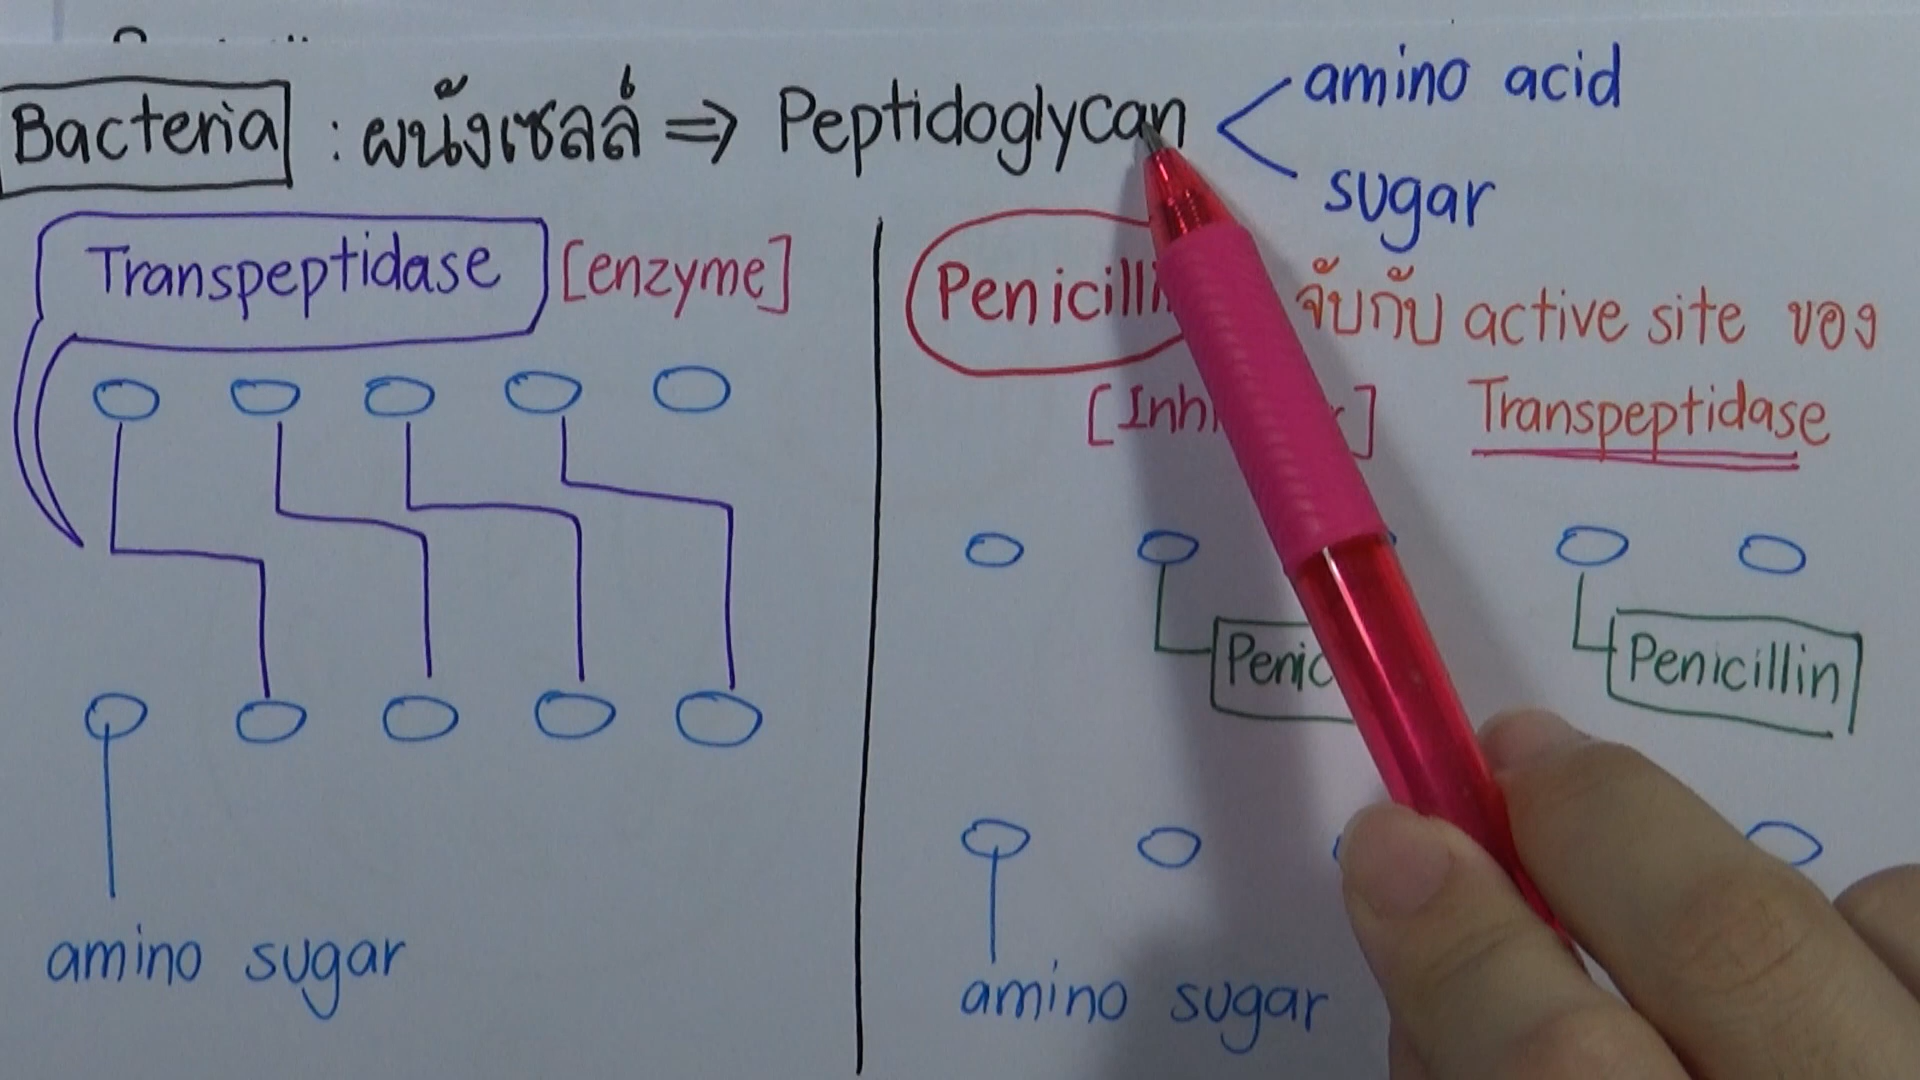 Bacteria : ผนังเซลล์ ⇒ Peptidoglycan
amino acid
sugar
Transpeptidase [enzyme]
amino sugar
จับกับ active site ของ
Transpeptidase
Penicillin
amino sugar